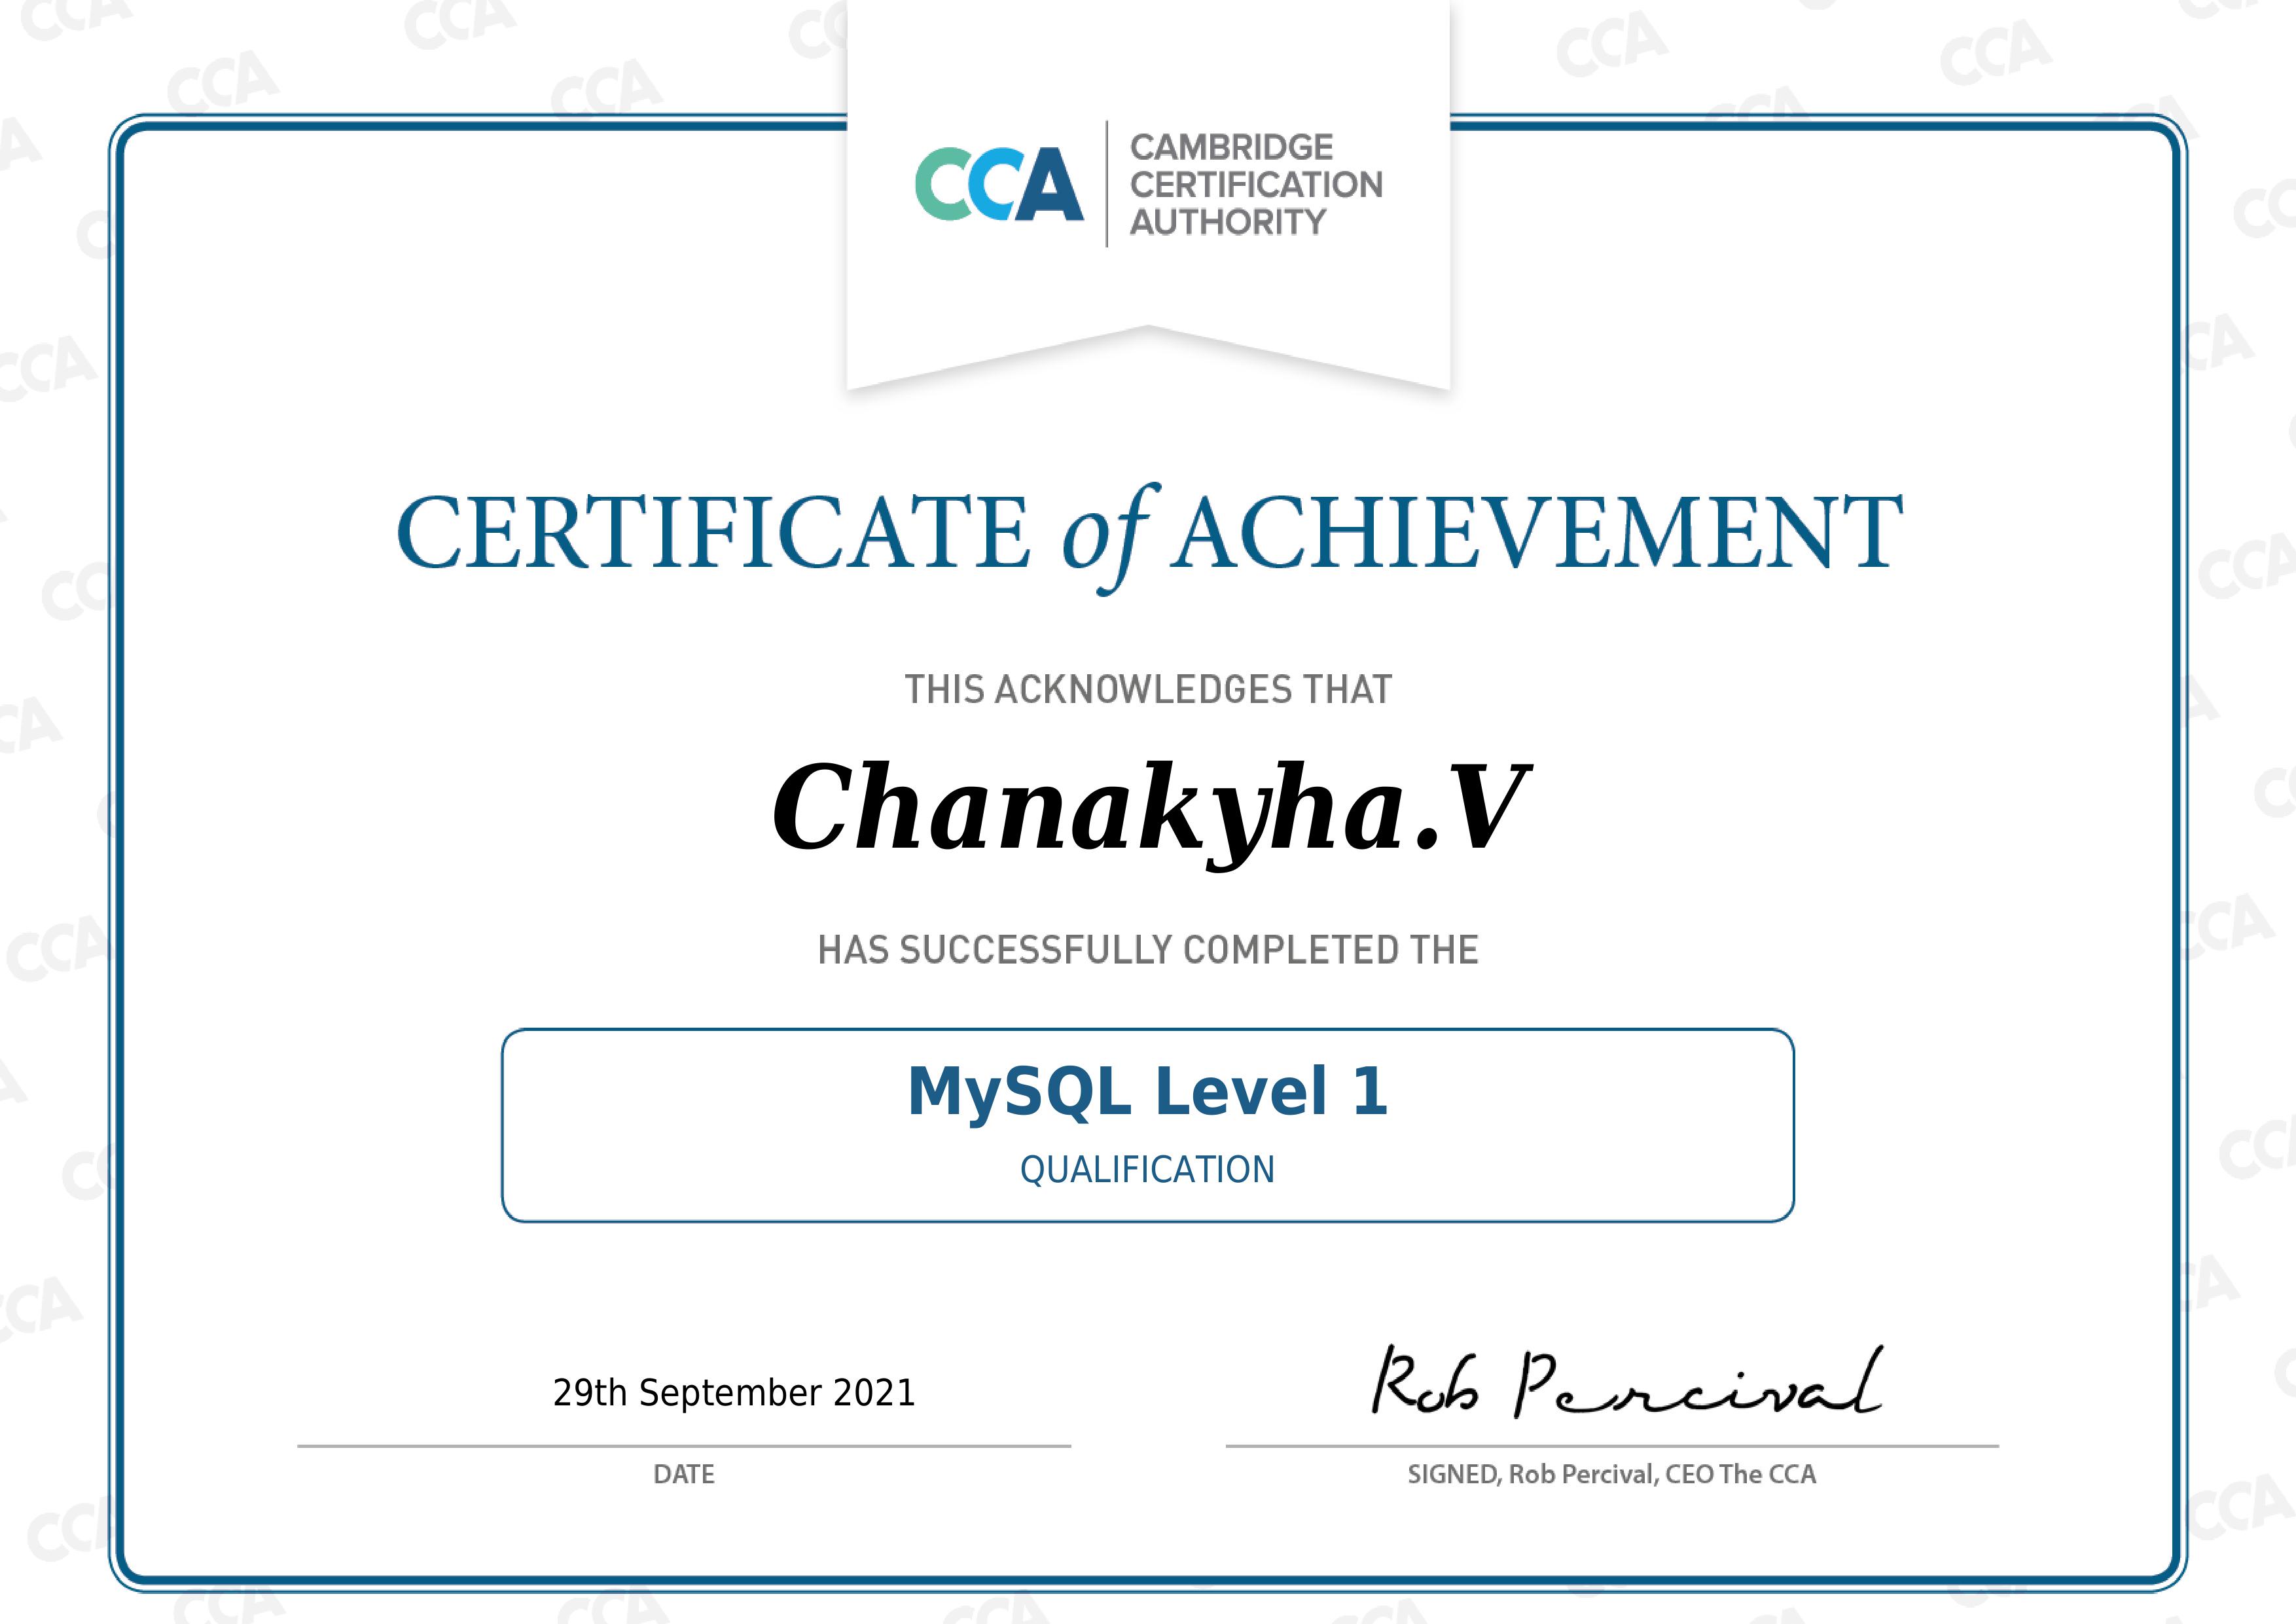 CCA
CAMBRIDGE
CERTIFICATION
AUTHORITY
CERTIFICATE of ACHIEVEMENT
THIS ACKNOWLEDGES THAT
Chanakyha.V
HAS SUCCESSFULLY COMPLETED THE
MySQL Level 1
QUALIFICATION
29th September 2021
Rob Percival
DATE
SIGNED, Rob Percival, CEO The CCA